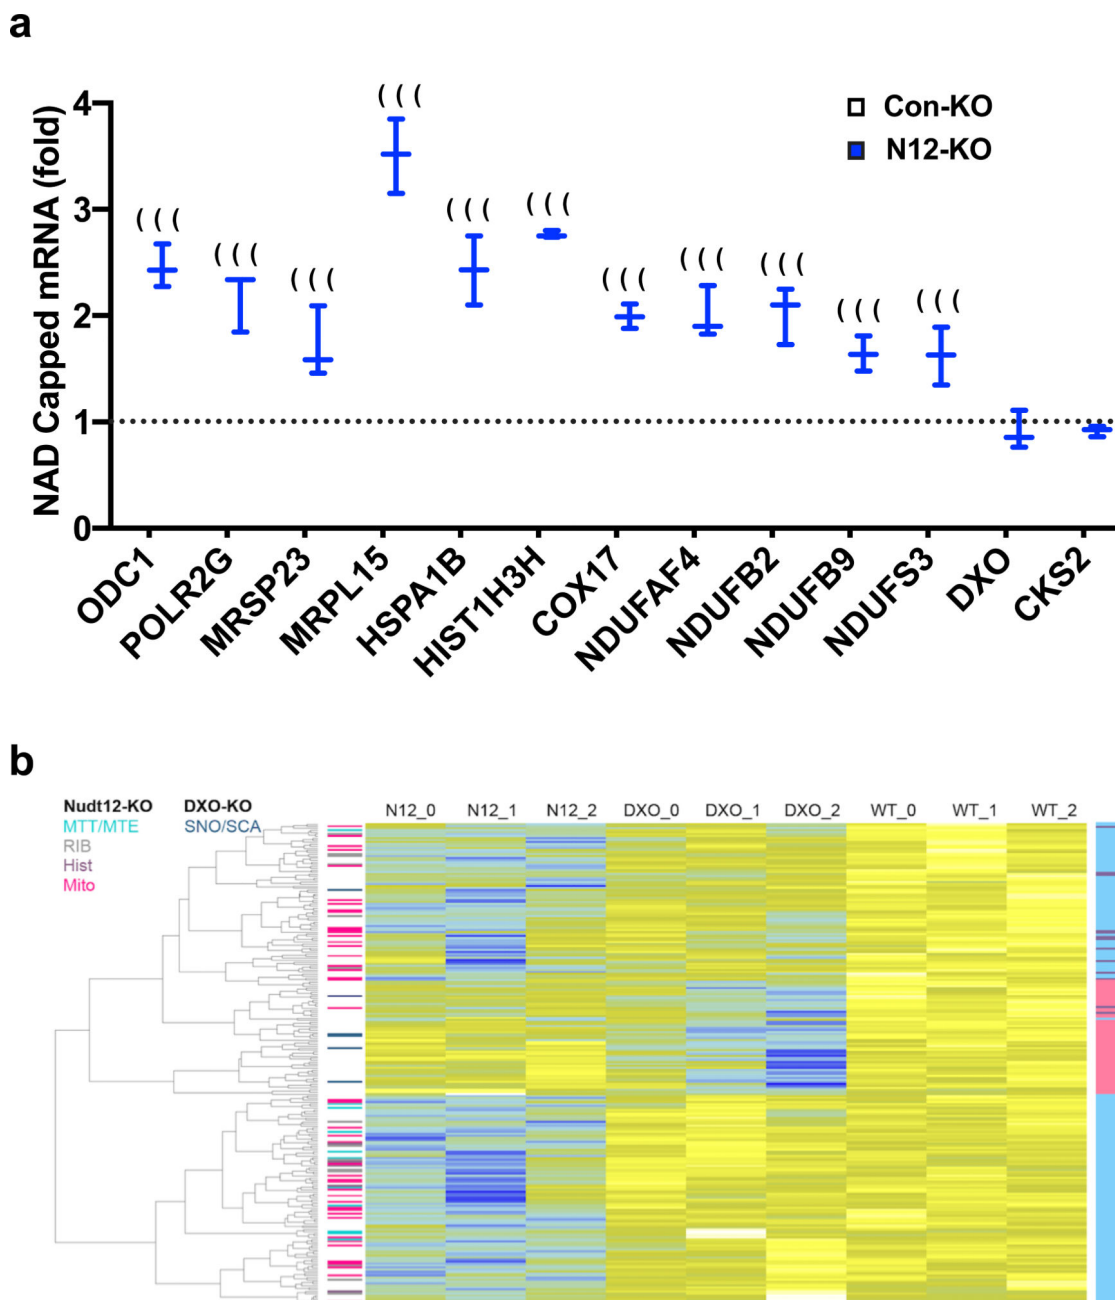 a
NAD Capped mRNA (fold)
4
3
2
1
0
Con-KO
N12-KO
( ( (
( ( (
( ( (
( ( (
( ( (
( ( (
( ( (
( ( (
( ( (
( ( (
( ( (
ODC1
POLR2G
MRSP23
MRPL15
HSPA1B
HIST1H3H
COX17
NDUFAF4
NDUFB2
NDUFB9
NDUFS3
DXO
CKS2
b
Nudt12-KO DXO-KO
MTT/MTE SNO/SCA
RIB
Hist
Mito
N12_0 N12_1 N12_2 DXO_0 DXO_1 DXO_2 WT_0 WT_1 WT_2